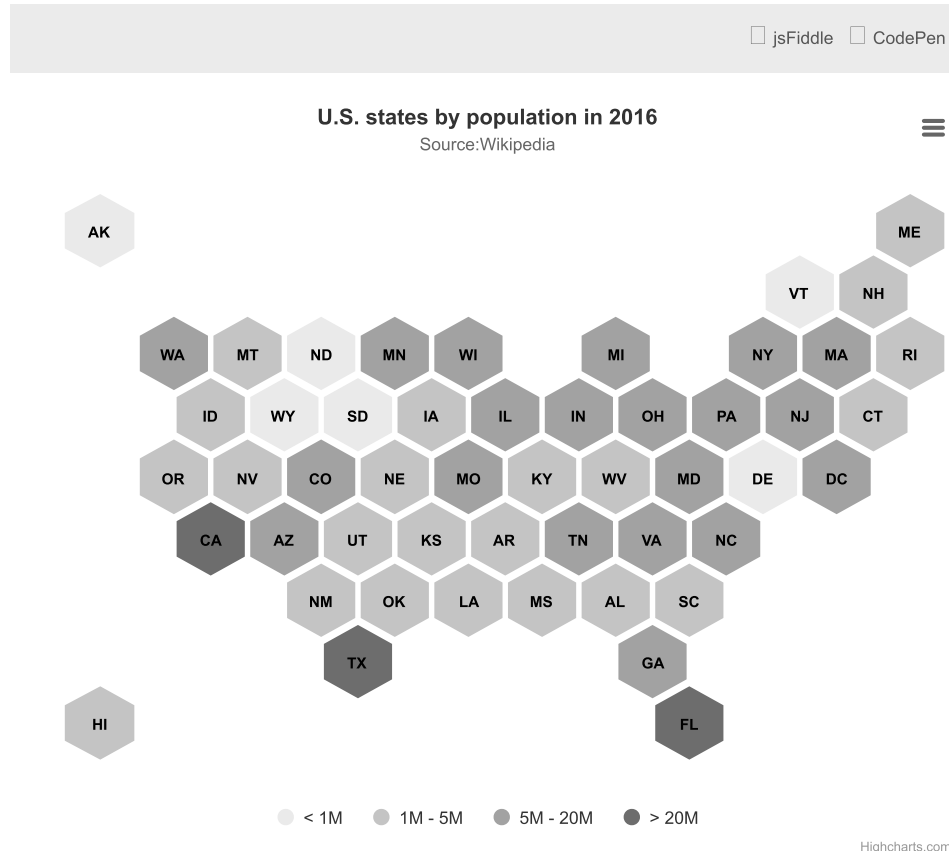 jsFiddle CodePen
U.S. states by population in 2016
Source:Wikipedia
AK ME
VT NH
WA MT ND MN WI MI NY MA RI
ID WY SD IA IL IN OH PA NJ CT
OR NV CO NE MO KY WV MD DE DC
CA AZ UT KS AR TN VA NC
NM OK LA MS AL SC
TX GA
HI FL
< 1M 1M - 5M 5M - 20M > 20M
Highcharts.com